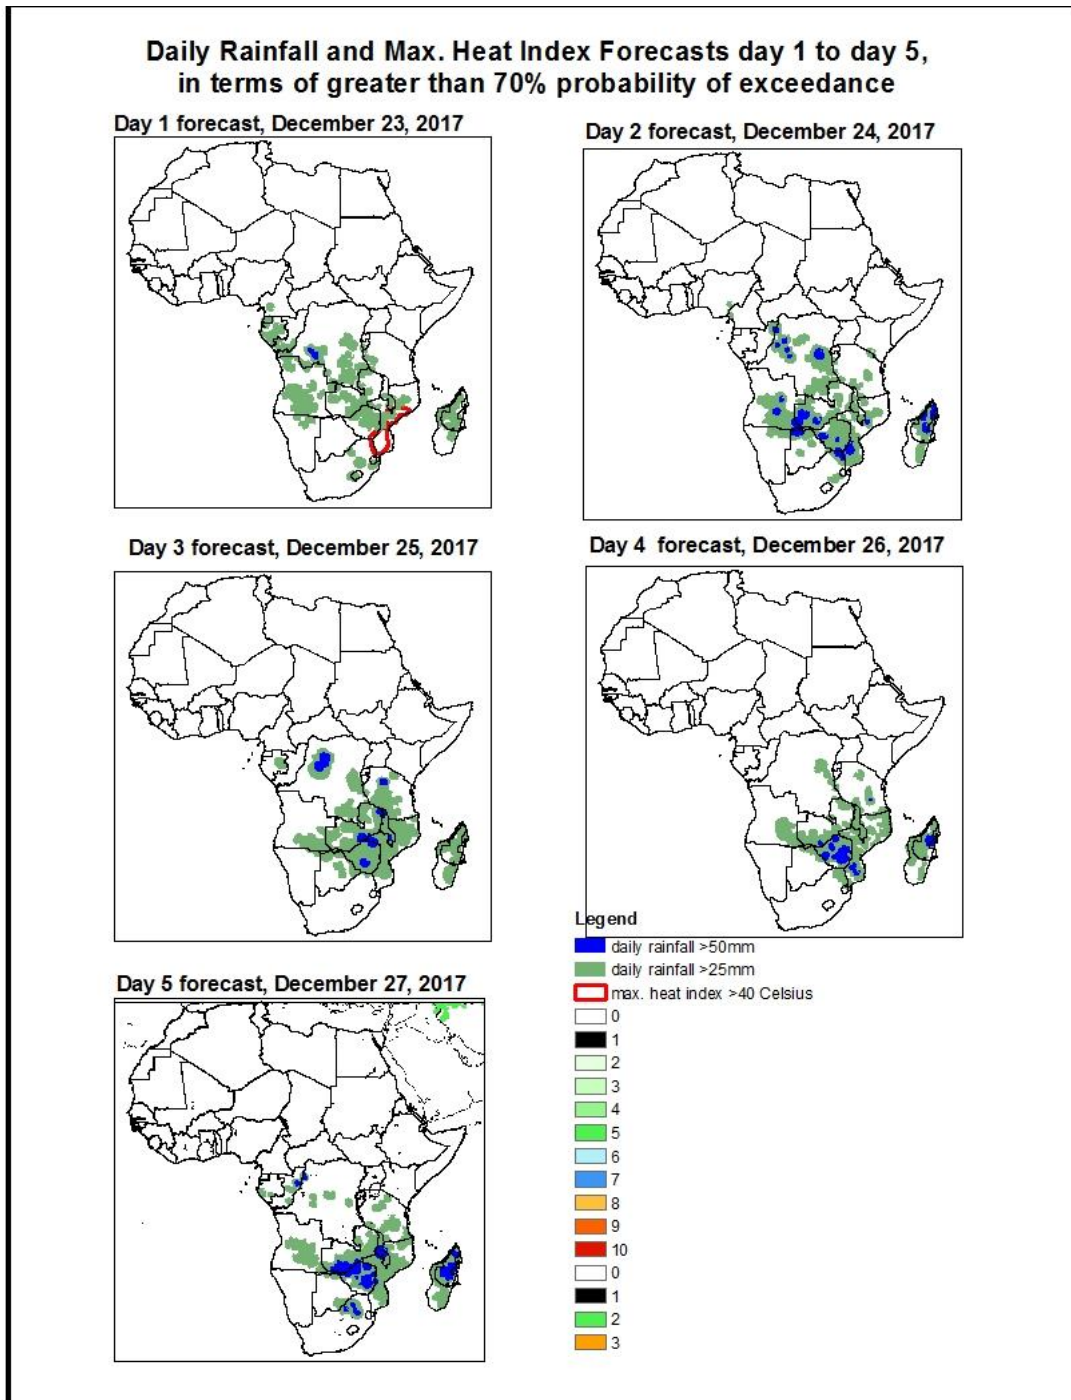 Daily Rainfall and Max. Heat Index Forecasts day 1 to day 5,
in terms of greater than 70% probability of exceedance
Day 1 forecast, December 23, 2017
Day 2 forecast, December 24, 2017
Day 3 forecast, December 25, 2017
Day 4 forecast, December 26, 2017
Legend
daily rainfall >50mm
daily rainfall >25mm
max. heat index >40 Celsius
0
1
2
3
4
5
6
7
8
9
10
0
1
2
3
Day 5 forecast, December 27, 2017